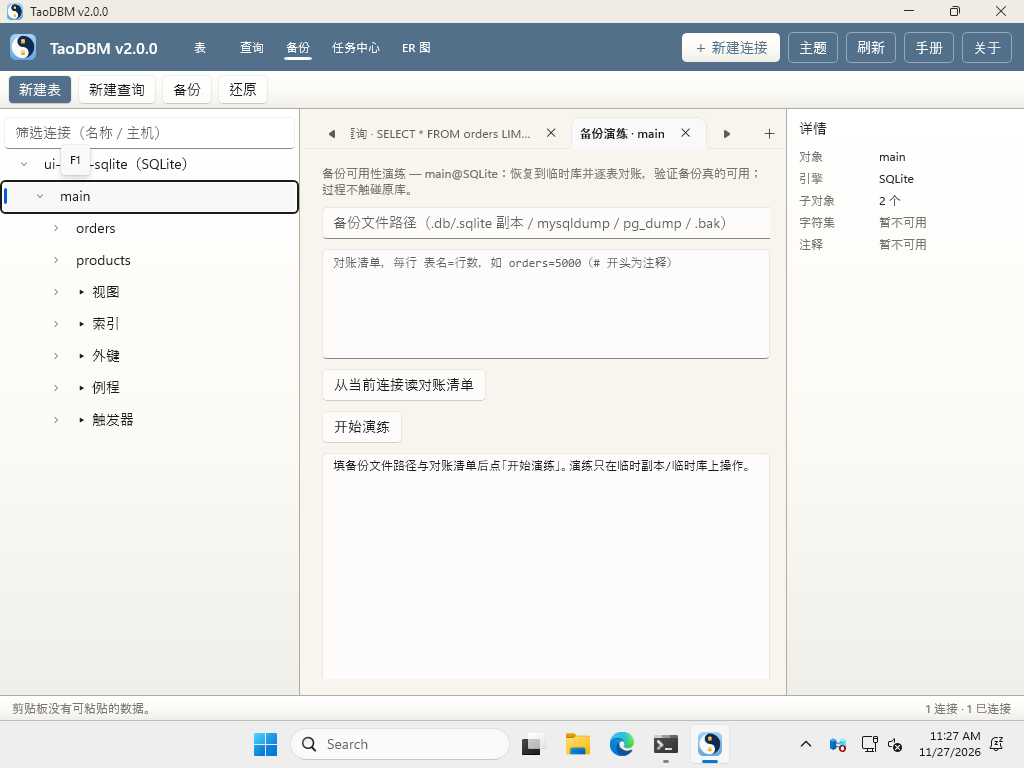 TaoDBM v2.0.0
TaoDBM v2.0.0
表
查询
备份
任务中心
ER 图
+ 新建连接
主题
刷新
手册
关于
新建表
新建查询
备份
还原
筛选连接（名称 / 主机）
F1
ui-
-sqlite（SQLite）
main
orders
products
视图
索引
外键
例程
触发器
询 · SELECT * FROM orders LIM...
备份演练 · main
备份可用性演练 — main@SQLite：恢复到临时库并逐表对账，验证备份真的可用；
过程不触碰原库。
备份文件路径（.db/.sqlite 副本 / mysqldump / pg_dump / .bak）
对账清单，每行 表名=行数，如 orders=5000（# 开头为注释）
从当前连接读对账清单
开始演练
填备份文件路径与对账清单后点「开始演练」。演练只在临时副本/临时库上操作。
详情
对象 main
引擎 SQLite
子对象 2 个
字符集 暂不可用
注释 暂不可用
剪贴板没有可粘贴的数据。
1 连接 · 1 已连接
Search
11:27 AM
11/27/2026